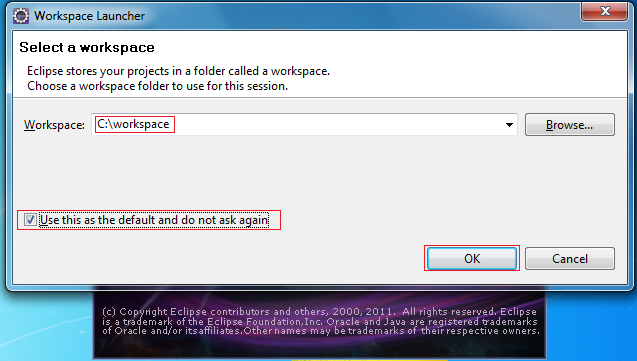 Workspace Launcher
Select a workspace
Eclipse stores your projects in a folder called a workspace.
Choose a workspace folder to use for this session.
Workspace: C:\workspace Browse...
Use this as the default and do not ask again
OK Cancel
(c) Copyright Eclipse contributors and others, 2000, 2011. All rights reserved. Eclipse
is a trademark of the Eclipse Foundation,Inc. Oracle and Java are registered trademarks
of Oracle and/or itsaffiliates.Other names may be trademarks of their respective owners.